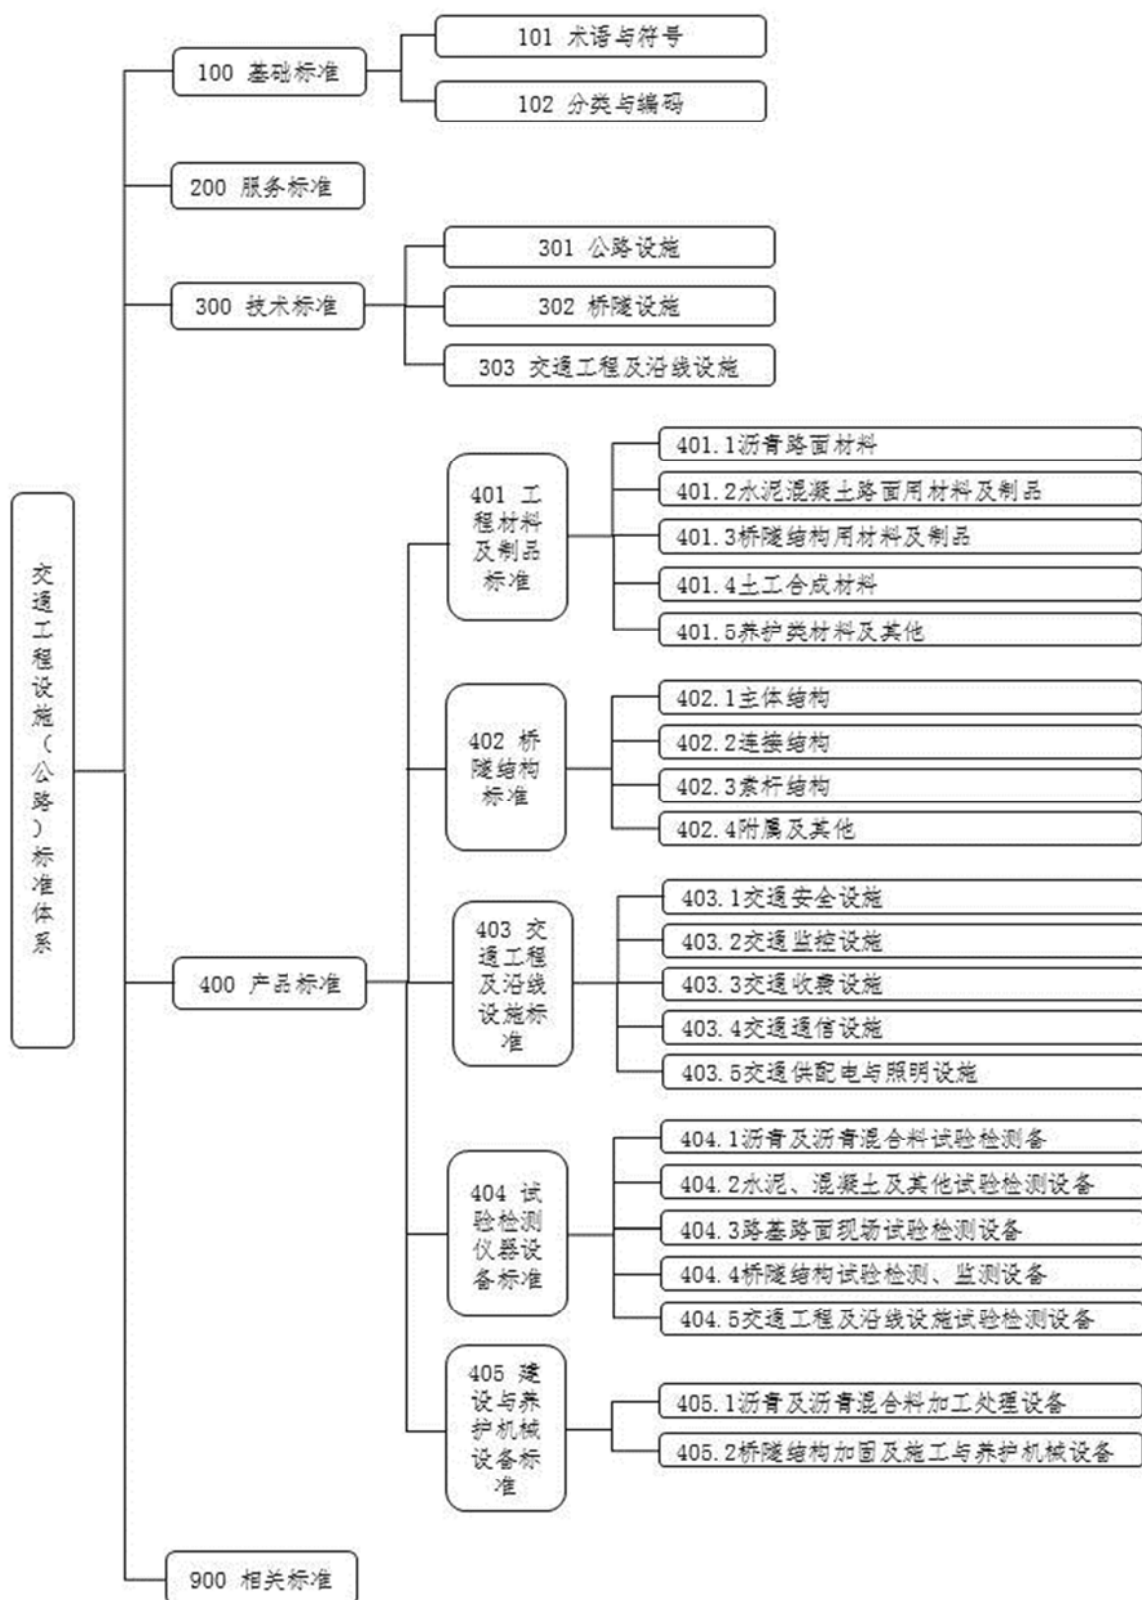 交通工程设施（公路）标准体系
100 基础标准
101 术语与符号
102 分类与编码
200 服务标准
300 技术标准
301 公路设施
302 桥隧设施
303 交通工程及沿线设施
400 产品标准
401 工
程材料
及制品
标准
401.1沥青路面材料
401.2水泥混凝土路面用材料及制品
401.3桥隧结构用材料及制品
401.4土工合成材料
401.5养护类材料及其他
402 桥
隧结构
标准
402.1主体结构
402.2连接结构
402.3索杆结构
402.4附属及其他
403 交
通工程
及沿线
设施标
准
403.1交通安全设施
403.2交通监控设施
403.3交通收费设施
403.4交通通信设施
403.5交通供配电与照明设施
404 试
验检测
仪器设
备标准
404.1沥青及沥青混合料试验检测备
404.2水泥、混凝土及其他试验检测设备
404.3路基路面现场试验检测设备
404.4桥隧结构试验检测、监测设备
404.5交通工程及沿线设施试验检测设备
405 建
设与养
护机械
设备标
准
405.1沥青及沥青混合料加工处理设备
405.2桥隧结构加固及施工与养护机械设备
900 相关标准